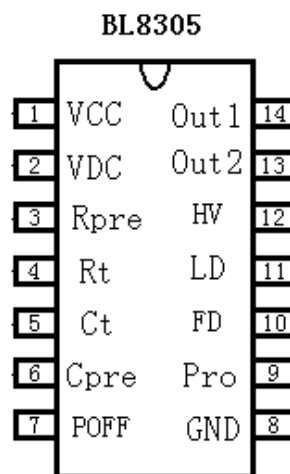 BL8305
1 VCC Out1 14
2 VDC Out2 13
3 Rpre HV 12
4 Rt LD 11
5 Ct FD 10
6 Cpre Pro 9
7 POFF GND 8